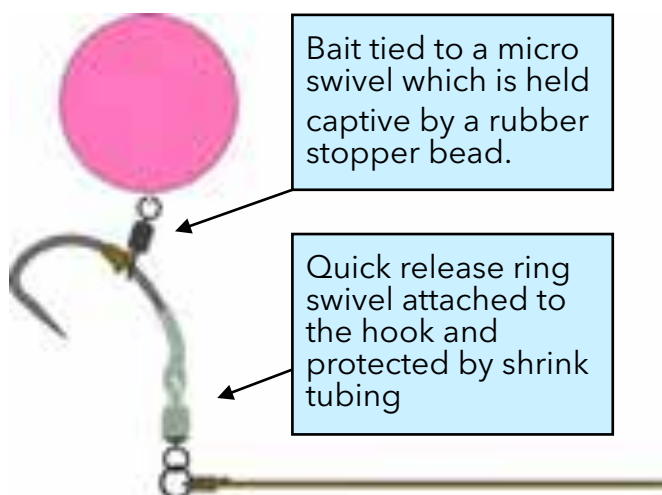 Bait tied to a micro
swivel which is held
captive by a rubber
stopper bead.
Quick release ring
swivel attached to
the hook and
protected by shrink
tubing